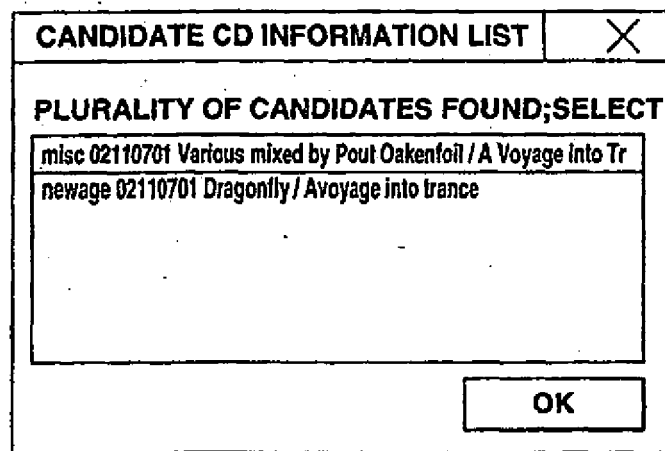 CANDIDATE CD INFORMATION LIST
PLURALITY OF CANDIDATES FOUND;SELECT
misc 02110701 Various mixed by Pout Oakenfoil / A Voyage into Tr
newage 02110701 Dragonfly / Avoyage into trance
OK